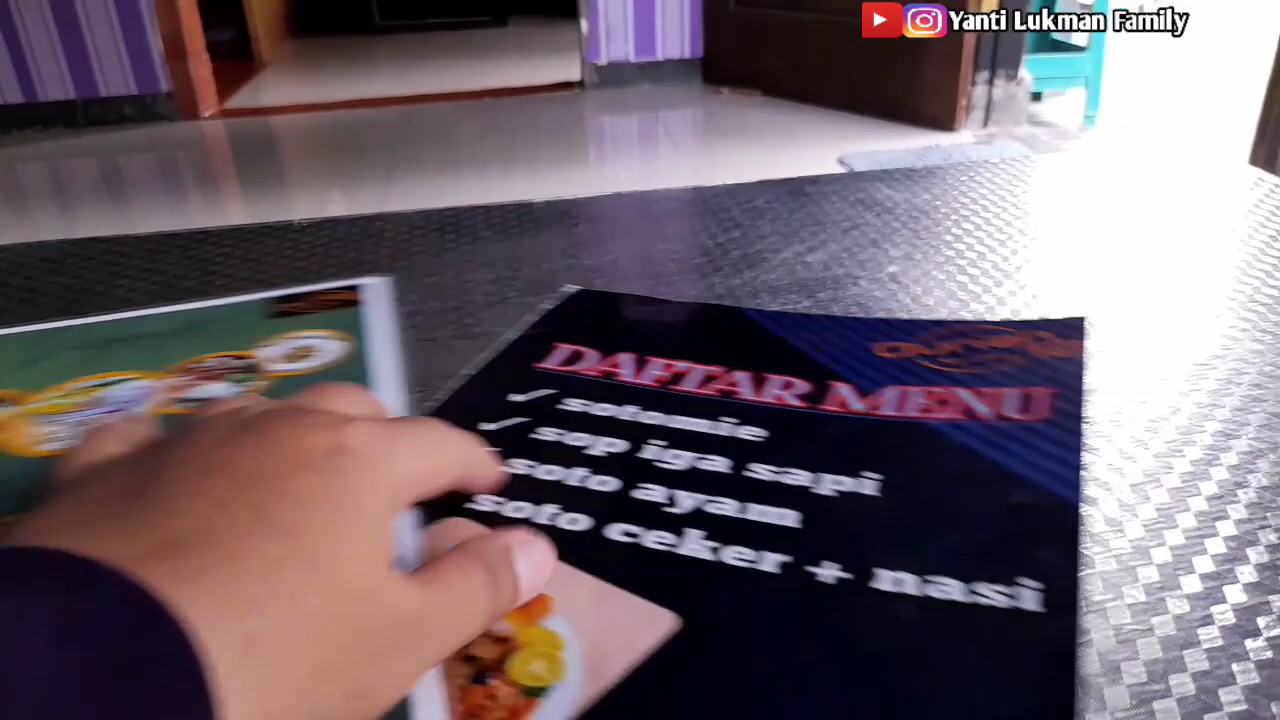 Yanti Lukman Family
DAFTAR MENU
✓ sotomie
✓ sop iga sapi
soto ayam
soto ceker + nasi